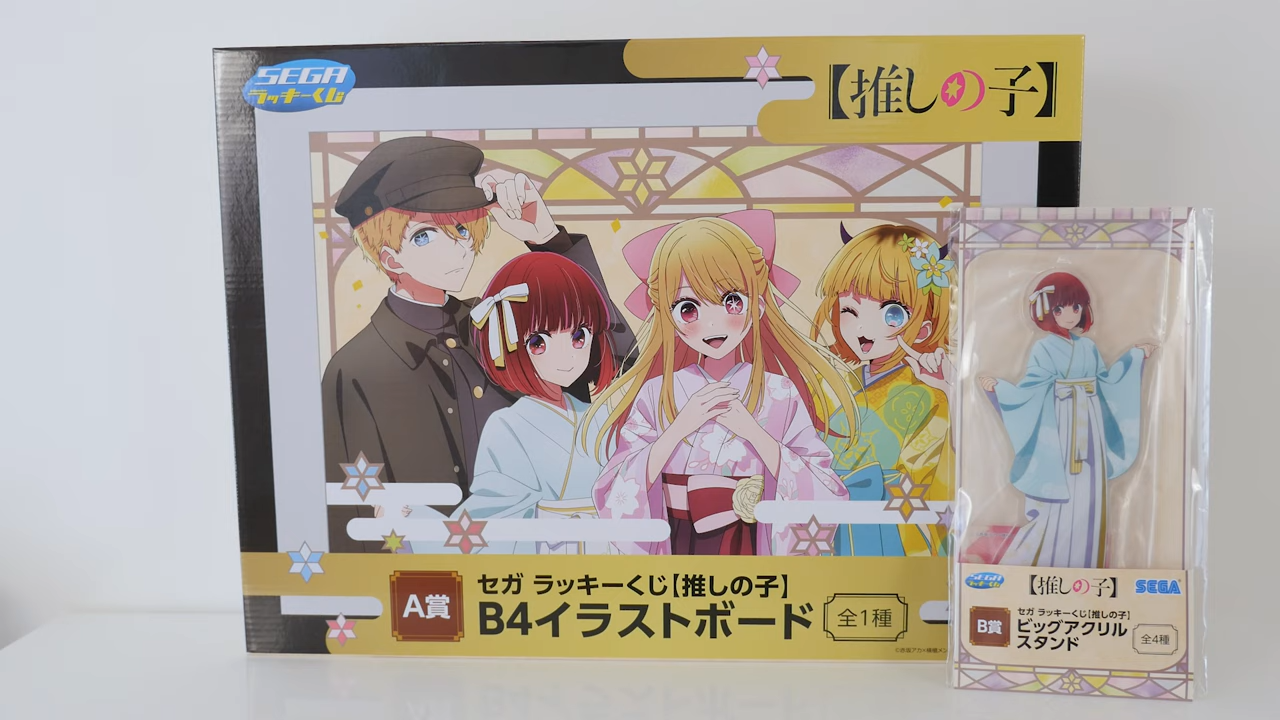 SEGA
ラッキーくじ
【推しの子】
A賞
セガ ラッキーくじ【推しの子】
B4イラストボード
全1種
SEGA
ラッキーくじ
【推しの子】
SEGA
B賞
セガ ラッキーくじ【推しの子】
ビッグアクリル
スタンド
全4種